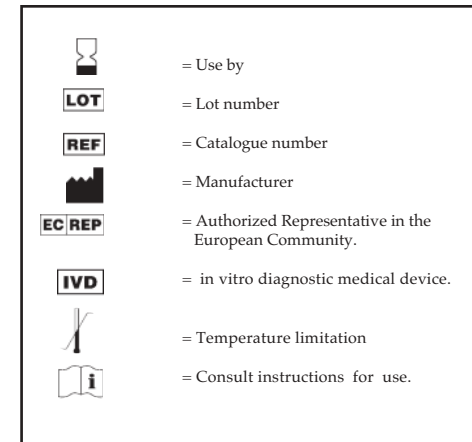 = Use by
LOT = Lot number
REF = Catalogue number
= Manufacturer
EC REP = Authorized Representative in the
European Community.
IVD = in vitro diagnostic medical device.
= Temperature limitation
i = Consult instructions for use.